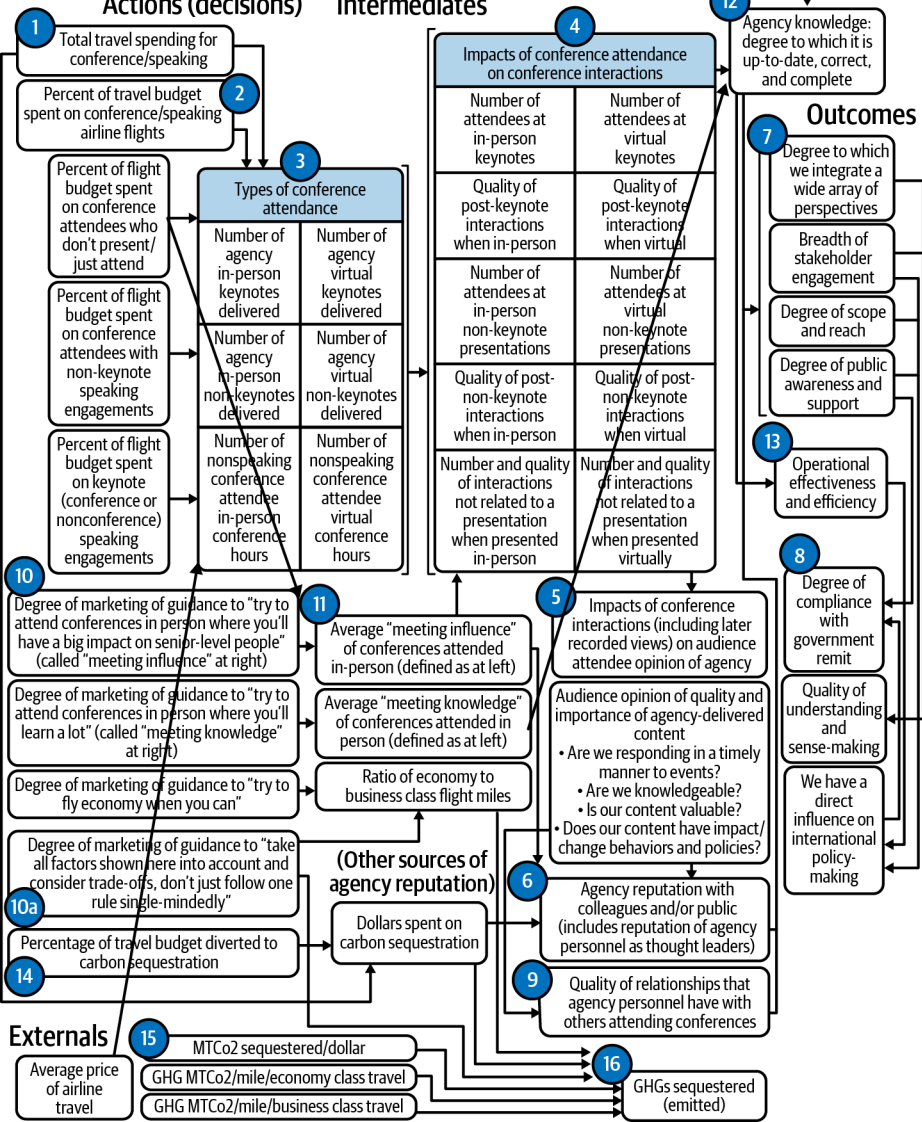 Actions (decisions)
Intermediates
12
Agency knowledge:
degree to which it is
up-to-date, correct,
and complete
1
Total travel spending for
conference/speaking
2
Percent of travel budget
spent on conference/speaking
airline flights
Percent of flight
budget spent
on conference
attendees who
don't present/
just attend
Percent of flight
budget spent
on conference
attendees with
non-keynote
speaking
engagements
Percent of flight
budget spent
on keynote
(conference or
nonconference)
speaking
engagements
3
Types of conference
attendance
Number of
agency
in-person
keynotes
delivered
Number of
agency
virtual
keynotes
delivered
Number of
agency
in-person
non-keynotes
delivered
Number of
agency
virtual
non-keynotes
delivered
Number of
nonspeaking
conference
attendee
in-person
conference
hours
Number of
nonspeaking
conference
attendee
virtual
conference
hours
4
Impacts of conference attendance
on conference interactions
Number of
attendees at
in-person
keynotes
Number of
attendees at
virtual
keynotes
Quality of
post-keynote
interactions
when in-person
Quality of
post-keynote
interactions
when virtual
Number of
attendees at
in-person
non-keynote
presentations
Number of
attendees at
virtual
non-keynote
presentations
Quality of post-
non-keynote
interactions
when in-person
Quality of post-
non-keynote
interactions
when virtual
Number and quality
of interactions
not related to a
presentation
when presented
in-person
Number and quality
of interactions
not related to a
presentation
when presented
virtually
Outcomes
7
Degree to which
we integrate a
wide array of
perspectives
Breadth of
stakeholder
engagement
Degree of scope
and reach
Degree of public
awareness and
support
13
Operational
effectiveness
and efficiency
8
Degree of
compliance
with
government
remit
Quality of
understanding
and
sense-making
We have a
direct
influence on
international
policy-
making
10
Degree of marketing of guidance to "try to
attend conferences in person where you'll
have a big impact on senior-level people"
(called "meeting influence" at right)
Degree of marketing of guidance to "try to
attend conferences in person where you'll
learn a lot" (called "meeting knowledge"
at right)
Degree of marketing of guidance to "try to
fly economy when you can"
Degree of marketing of guidance to "take
all factors shown here into account and
consider trade-offs, don't just follow one
rule single-mindedly"
10a
Percentage of travel budget diverted to
carbon sequestration
14
11
Average "meeting influence"
of conferences attended
in-person (defined as at left)
Average "meeting knowledge"
of conferences attended in
person (defined as at left)
Ratio of economy to
business class flight miles
(Other sources of
agency reputation)
Dollars spent on
carbon sequestration
5
Impacts of conference
interactions (including later
recorded views) on audience
attendee opinion of agency
Audience opinion of quality and
importance of agency-delivered
content
• Are we responding in a timely
manner to events?
• Are we knowledgeable?
• Is our content valuable?
• Does our content have impact/
change behaviors and policies?
6
Agency reputation with
colleagues and/or public
(includes reputation of agency
personnel as thought leaders)
9
Quality of relationships that
agency personnel have with
others attending conferences
Externals
Average price
of airline
travel
15
MTCo2 sequestered/dollar
GHG MTCo2/mile/economy class travel
GHG MTCo2/mile/business class travel
16
GHGs sequestered
(emitted)